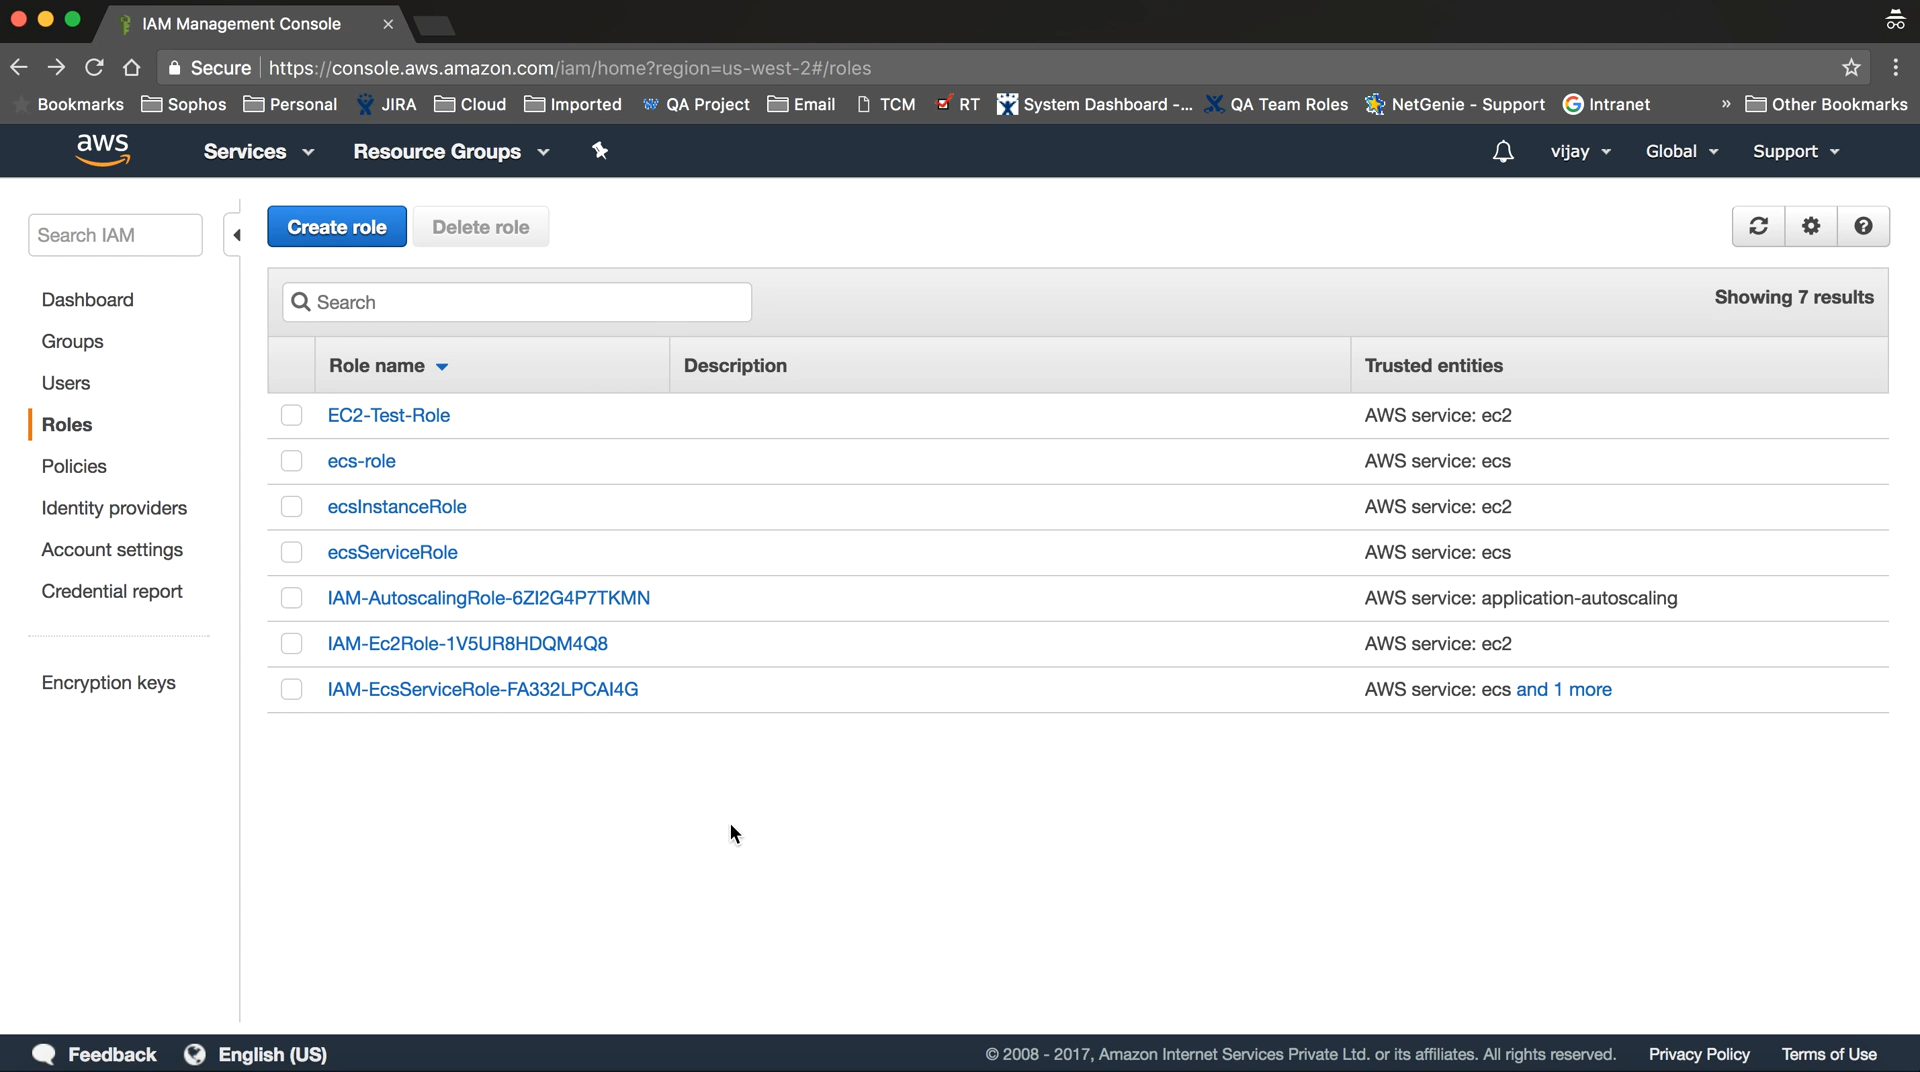 IAM Management Console
Secure https://console.aws.amazon.com/iam/home?region=us-west-2#/roles
Bookmarks Sophos Personal JIRA Cloud Imported QA Project Email TCM RT System Dashboard -... QA Team Roles NetGenie - Support Intranet » Other Bookmarks
aws Services Resource Groups vijay Global Support
Search IAM
Create role Delete role
Dashboard
Groups
Users
Roles
Policies
Identity providers
Account settings
Credential report
Encryption keys
Search Showing 7 results
Role name Description Trusted entities
EC2-Test-Role AWS service: ec2
ecs-role AWS service: ecs
ecsInstanceRole AWS service: ec2
ecsServiceRole AWS service: ecs
IAM-AutoscalingRole-6ZI2G4P7TKMN AWS service: application-autoscaling
IAM-Ec2Role-1V5UR8HDQM4Q8 AWS service: ec2
IAM-EcsServiceRole-FA332LPCAI4G AWS service: ecs and 1 more
Feedback English (US) © 2008 - 2017, Amazon Internet Services Private Ltd. or its affiliates. All rights reserved. Privacy Policy Terms of Use